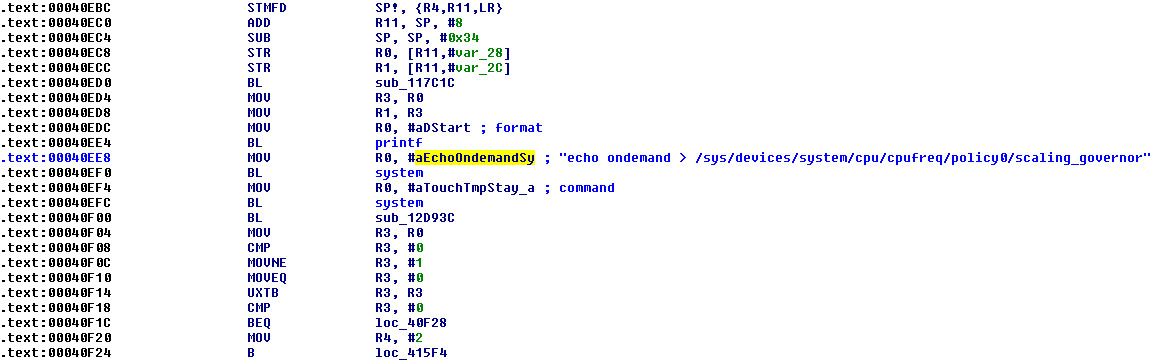 .text:00040EBC STMFD SP!, {R4,R11,LR}
.text:00040EC0 ADD R11, SP, #8
.text:00040EC4 SUB SP, SP, #0x34
.text:00040EC8 STR R0, [R11,#var_28]
.text:00040ECC STR R1, [R11,#var_2C]
.text:00040ED0 BL sub_117C1C
.text:00040ED4 MOV R3, R0
.text:00040ED8 MOV R1, R3
.text:00040EDC MOV R0, #aDStart ; format
.text:00040EE4 BL printf
.text:00040EE8 MOV R0, #aEchoOndemandSy ; "echo ondemand > /sys/devices/system/cpu/cpufreq/policy0/scaling_governor"
.text:00040EF0 BL system
.text:00040EF4 MOV R0, #aTouchTmpStay_a ; command
.text:00040EFC BL system
.text:00040F00 BL sub_12D93C
.text:00040F04 MOV R3, R0
.text:00040F08 CMP R3, #0
.text:00040F0C MOVNE R3, #1
.text:00040F10 MOVEQ R3, #0
.text:00040F14 UXTB R3, R3
.text:00040F18 CMP R3, #0
.text:00040F1C BEQ loc_40F28
.text:00040F20 MOV R4, #2
.text:00040F24 B loc_415F4